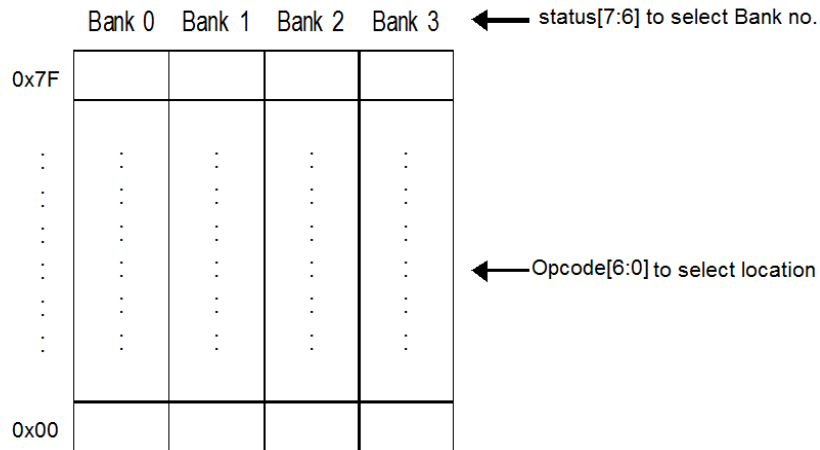 Bank 0 Bank 1 Bank 2 Bank 3 status[7:6] to select Bank no.
0x7F
Opcode[6:0] to select location
0x00